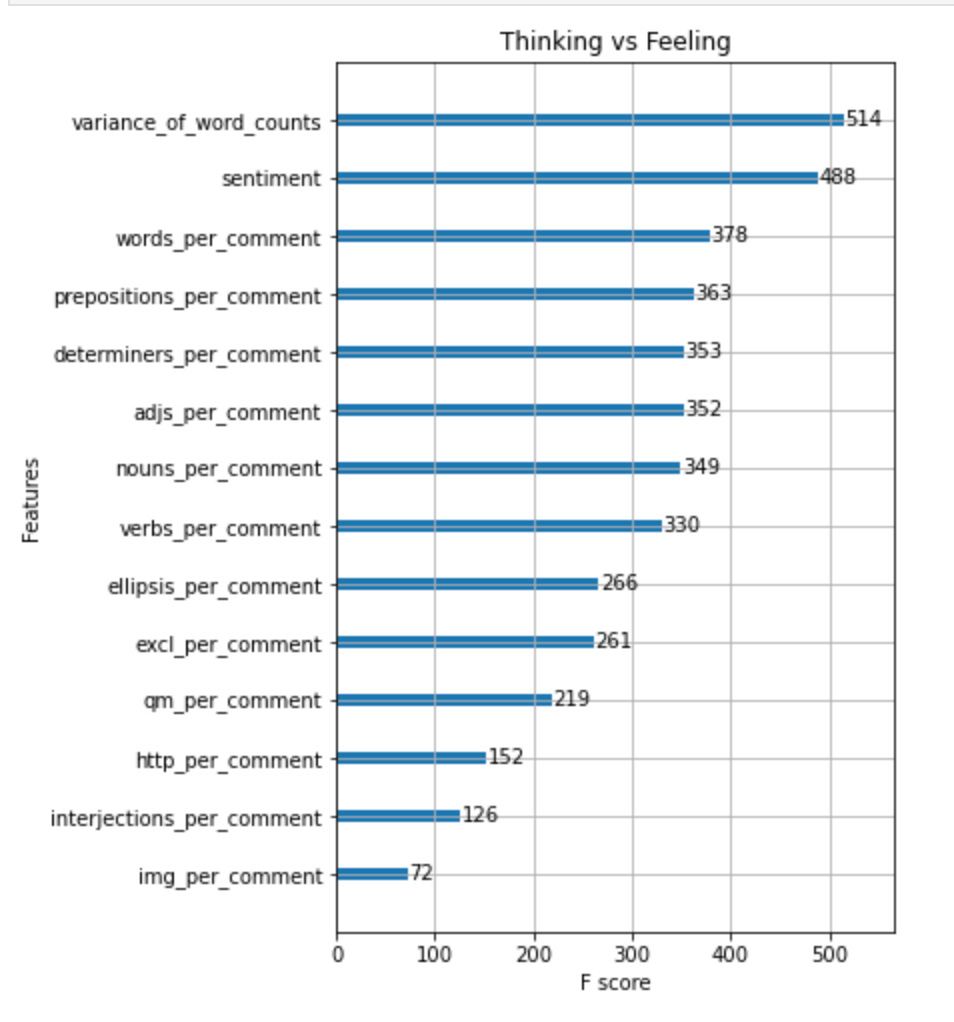 Thinking vs Feeling
variance_of_word_counts 514
sentiment 488
words_per_comment 378
prepositions_per_comment 363
determiners_per_comment 353
adjs_per_comment 352
nouns_per_comment 349
verbs_per_comment 330
ellipsis_per_comment 266
excl_per_comment 261
qm_per_comment 219
http_per_comment 152
interjections_per_comment 126
img_per_comment 72
Features
0 100 200 300 400 500
F score